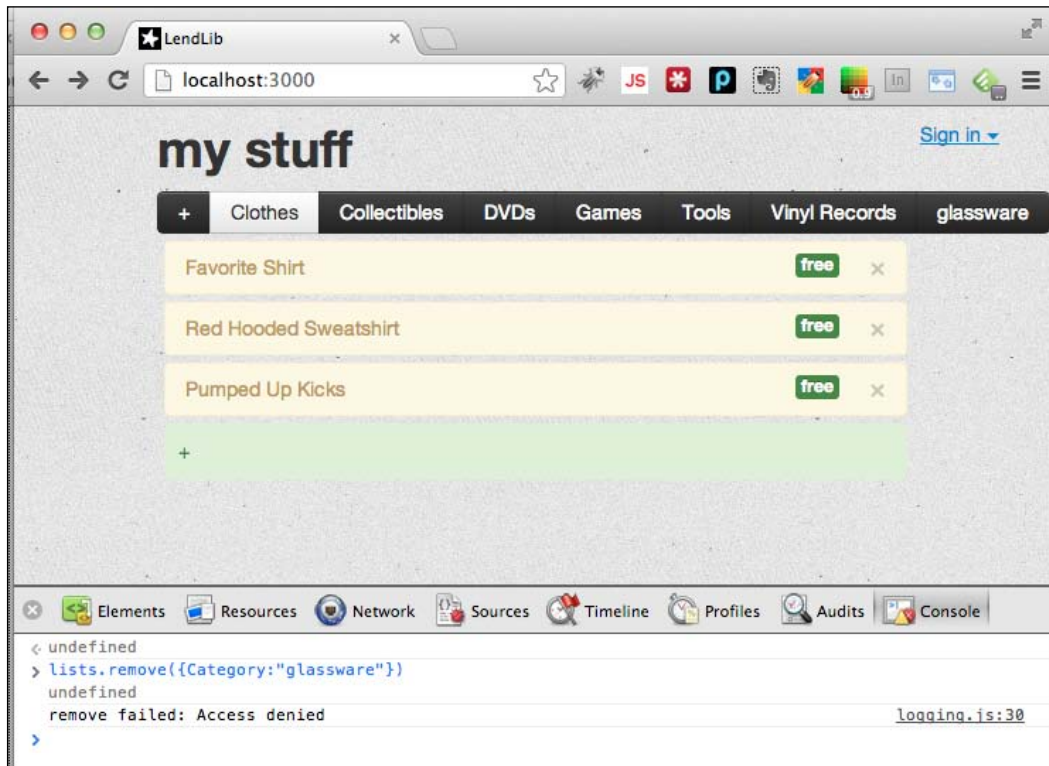 LendLib
localhost:3000
JS
0.9
In
my stuff
Sign in
+ Clothes Collectibles DVDs Games Tools Vinyl Records glassware
Favorite Shirt free ×
Red Hooded Sweatshirt free ×
Pumped Up Kicks free ×
+
Elements Resources Network Sources Timeline Profiles Audits Console
undefined
> lists.remove({Category:"glassware"})
undefined
remove failed: Access denied logging.js:30
>